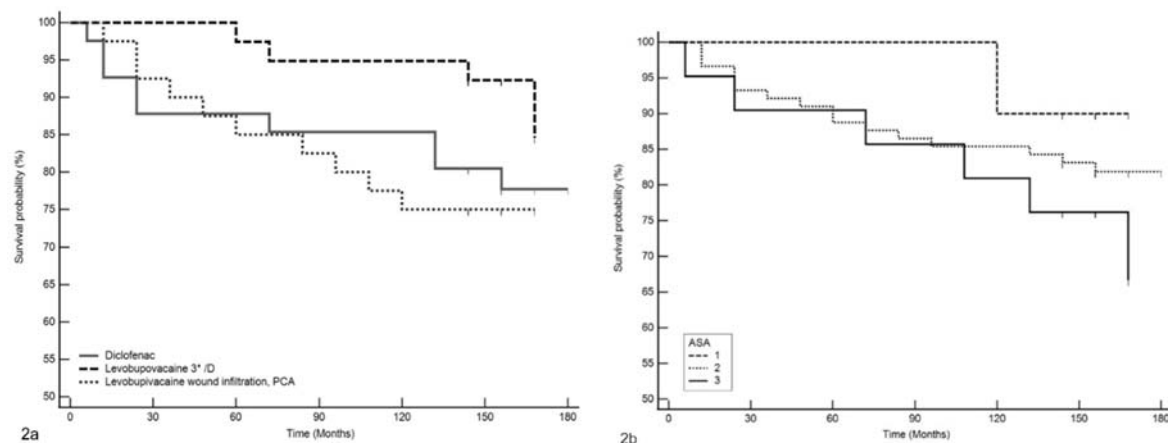 100
95
90
85
80
75
70
65
60
55
50
Survival probability (%)
Diclofenac
Levobupovacaine 3* /D
Levobupivacaine wound infiltration, PCA
0 30 60 90 120 150 180
Time (Months)
2a
100
95
90
85
80
75
70
65
60
55
50
Survival probability (%)
ASA
1
2
3
0 30 60 90 120 150 180
Time (Months)
2b